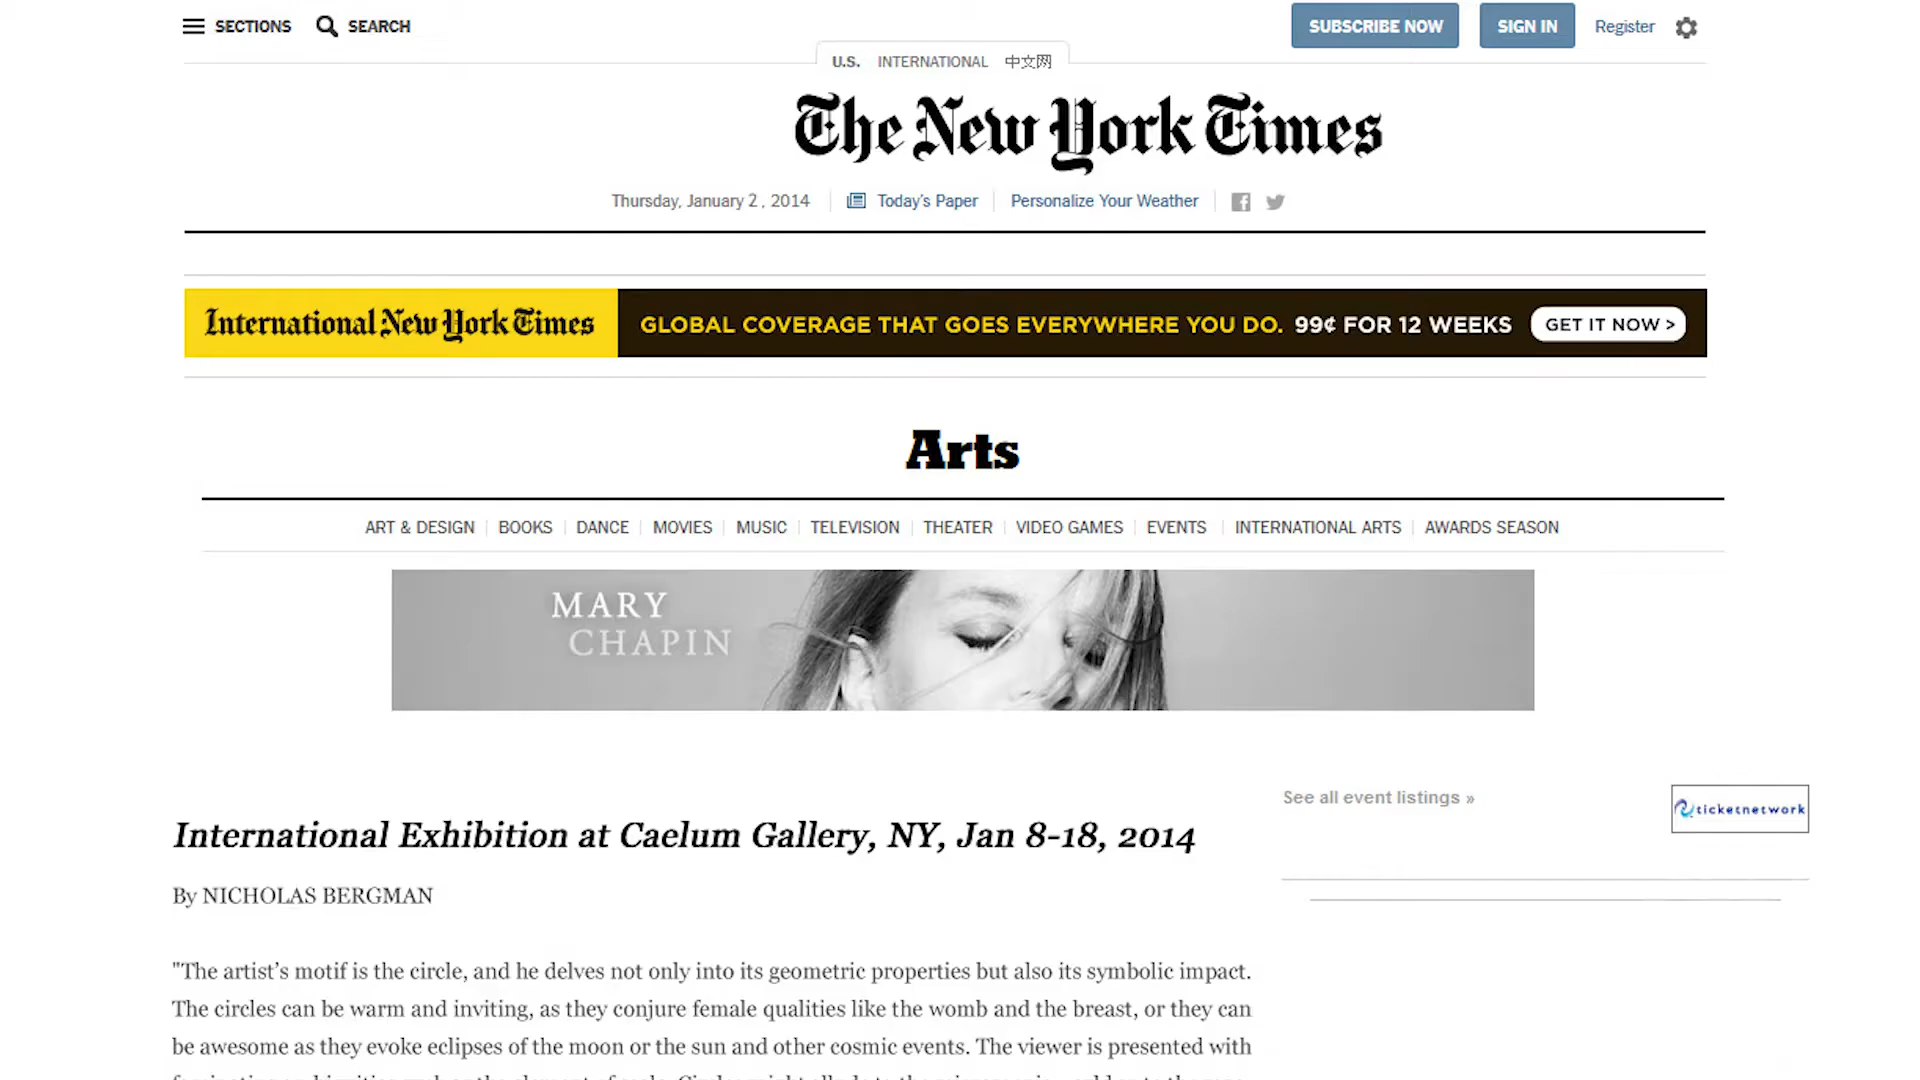 SECTIONS SEARCH SUBSCRIBE NOW SIGN IN Register
U.S. INTERNATIONAL 中文网
The New York Times
Thursday, January 2, 2014 Today's Paper Personalize Your Weather
International New York Times GLOBAL COVERAGE THAT GOES EVERYWHERE YOU DO. 99¢ FOR 12 WEEKS GET IT NOW >
Arts
ART & DESIGN BOOKS DANCE MOVIES MUSIC TELEVISION THEATER VIDEO GAMES EVENTS INTERNATIONAL ARTS AWARDS SEASON
MARY
CHAPIN
See all event listings » ticketnetwork
International Exhibition at Caelum Gallery, NY, Jan 8-18, 2014
By NICHOLAS BERGMAN
"The artist’s motif is the circle, and he delves not only into its geometric properties but also its symbolic impact.
The circles can be warm and inviting, as they conjure female qualities like the womb and the breast, or they can
be awesome as they evoke eclipses of the moon or the sun and other cosmic events. The viewer is presented with